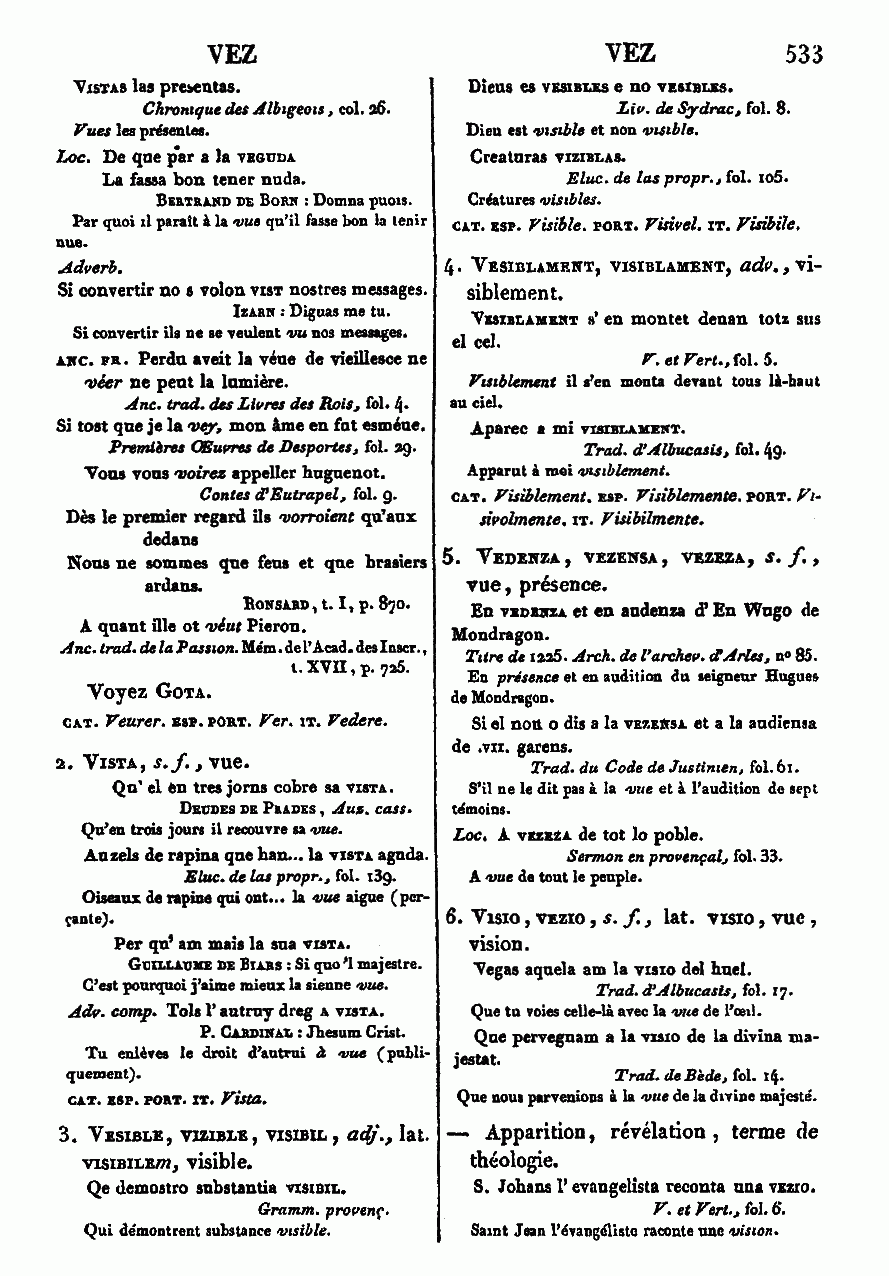 VEZ
VEZ 533
VISTAS las presentas.
Chronique des Albigeois, col. 26.
Vues les présentes.
Loc. De que par a la VEGUDA
La fassa bon tener nuda.
BERTRAND DE BORN : Domna puois.
Par quoi il paraît à la vue qu'il fasse bon la tenir
nue.
Adverb.
Si convertir no s volon VIST nostres messages.
IZARN : Diguas me tu.
Si convertir ils ne se veulent vu nos messages.
ANC. FR. Perdu aveit la véue de vieillesce ne
véer ne peut la lumière.
Anc. trad. des Livres des Rois, fol. 4.
Si tost que je la vey, mon âme en fut esméue.
Premières Œuvres de Desportes, fol. 29.
Vous vous voirez appeller huguenot.
Contes d'Eutrapel, fol. 9.
Dès le premier regard ils vorroient qu'aux
dedans
Nous ne sommes que feus et que brasiers
ardans.
RONSARD, t. I, p. 870.
A quant ille ot véut Pieron.
Anc. trad. de la Passion. Mém. de l'Acad. des Inscr.,
t. XVII, p. 725.
Voyez GOTA.
CAT. Veurer. ESP. PORT. Ver. IT. Vedere.
2. VISTA, s. f., vue.
Qu' el en tres jorns cobre sa VISTA.
DEUDES DE PRADES, Aus. cass.
Qu'en trois jours il recouvre sa vue.
Auzels de rapina que han... la VISTA aguda.
Eluc. de las propr., fol. 139.
Oiseaux de rapine qui ont... la vue aigue (per-
çante).
Per qu' am mais la sua VISTA.
GUILLAUME DE BIARS : Si quo 'l majestre.
C'est pourquoi j'aime mieux la sienne vue.
Adv. comp. Tols l' autruy dreg A VISTA.
P. CARDINAL : Jhesum Crist.
Tu enlèves le droit d'autrui à vue (publi-
quement).
CAT. ESP. PORT. IT. Vista.
3. VESIBLE, VIZIBLE, VISIBIL, adj., lat.
VISIBILEm, visible.
Qe demostro substantia VISIBIL.
Gramm. provenç.
Qui démontrent substance visible.
Dieus es VESIBLES e no VESIBLES.
Liv. de Sydrac, fol. 8.
Dieu est visible et non visible.
Creaturas VIZIBLAS.
Eluc. de las propr., fol. 105.
Créatures visibles.
CAT. ESP. Visible. PORT. Visivel. IT. Visibile.
4. VESIBLAMENT, VISIBLAMENT, adv., vi-
siblement.
VESIBLAMENT s' en montet denan totz sus
el cel.
V. et Vert., fol. 5.
Visiblement il s'en monta devant tous là-haut
au ciel.
Aparec a mi VISIBLAMENT.
Trad. d'Albucasis, fol. 49.
Apparut à moi visiblement.
CAT. Visiblement. ESP. Visiblemente. PORT. Vi-
sivolmente. IT. Visibilmente.
5. VEDENZA, VEZENSA, VEZEZA, s. f.,
vue, présence.
En VEDENZA et en audenza d' En Wugo de
Mondragon.
Titre de 1225. Arch. de l'archev. d'Arles, nº 85.
En présence et en audition du seigneur Hugues
de Mondragon.
Si el non o dis a la VEZENSA et a la audiensa
de .VII. garens.
Trad. du Code de Justinien, fol. 61.
S'il ne le dit pas à la vue et à l'audition de sept
témoins.
Loc. A VEZEZA de tot lo poble.
Sermon en provençal, fol. 33.
A vue de tout le peuple.
6. VISIO, VEZIO, s. f., lat. VISIO, vue,
vision.
Vegas aquela am la VISIO del huel.
Trad. d'Albucasis, fol. 17.
Que tu voies celle-là avec la vue de l'œil.
Que pervegnam a la VISIO de la divina ma-
jestat.
Trad. de Bède, fol. 14.
Que nous parvenions à la vue de la divine majesté.
— Apparition, révélation, terme de
théologie.
S. Johans l' evangelista reconta una VEZIO.
V. et Vert., fol. 6.
Saint Jean l'évangéliste raconte une vision.